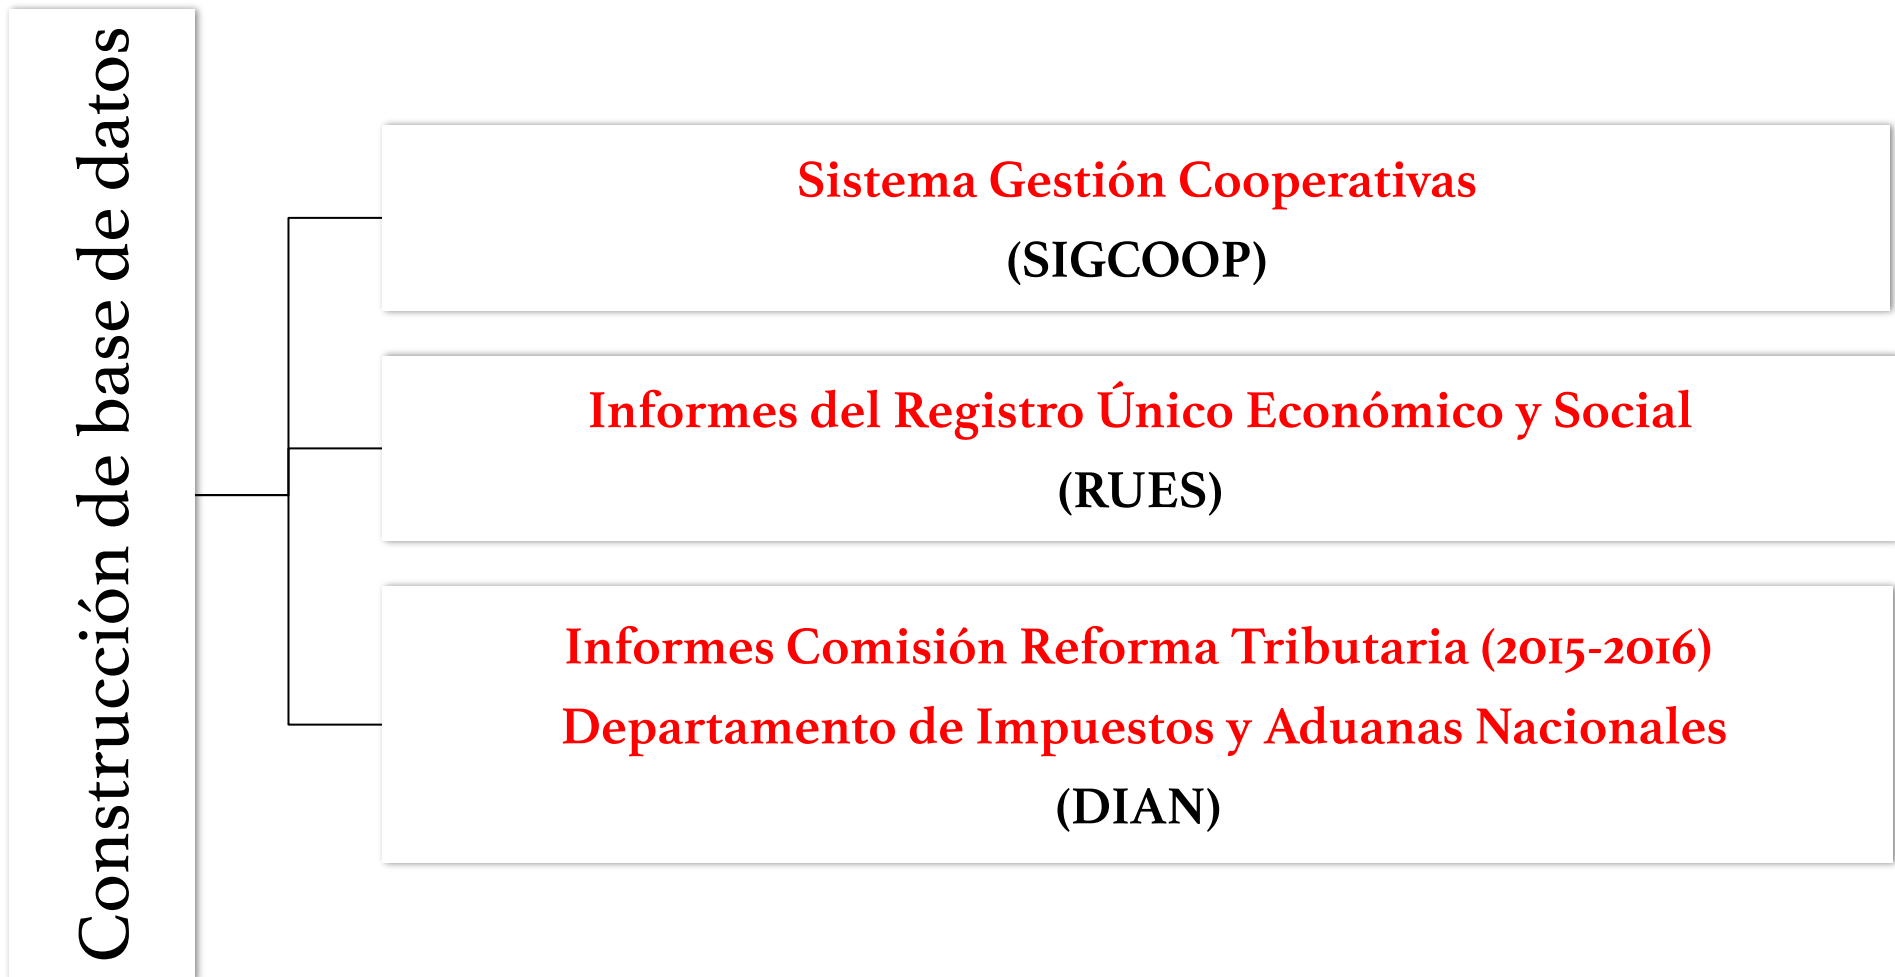 Construcción de base de datos
Sistema Gestión Cooperativas
(SIGCOOP)
Informes del Registro Único Económico y Social
(RUES)
Informes Comisión Reforma Tributaria (2015-2016)
Departamento de Impuestos y Aduanas Nacionales
(DIAN)